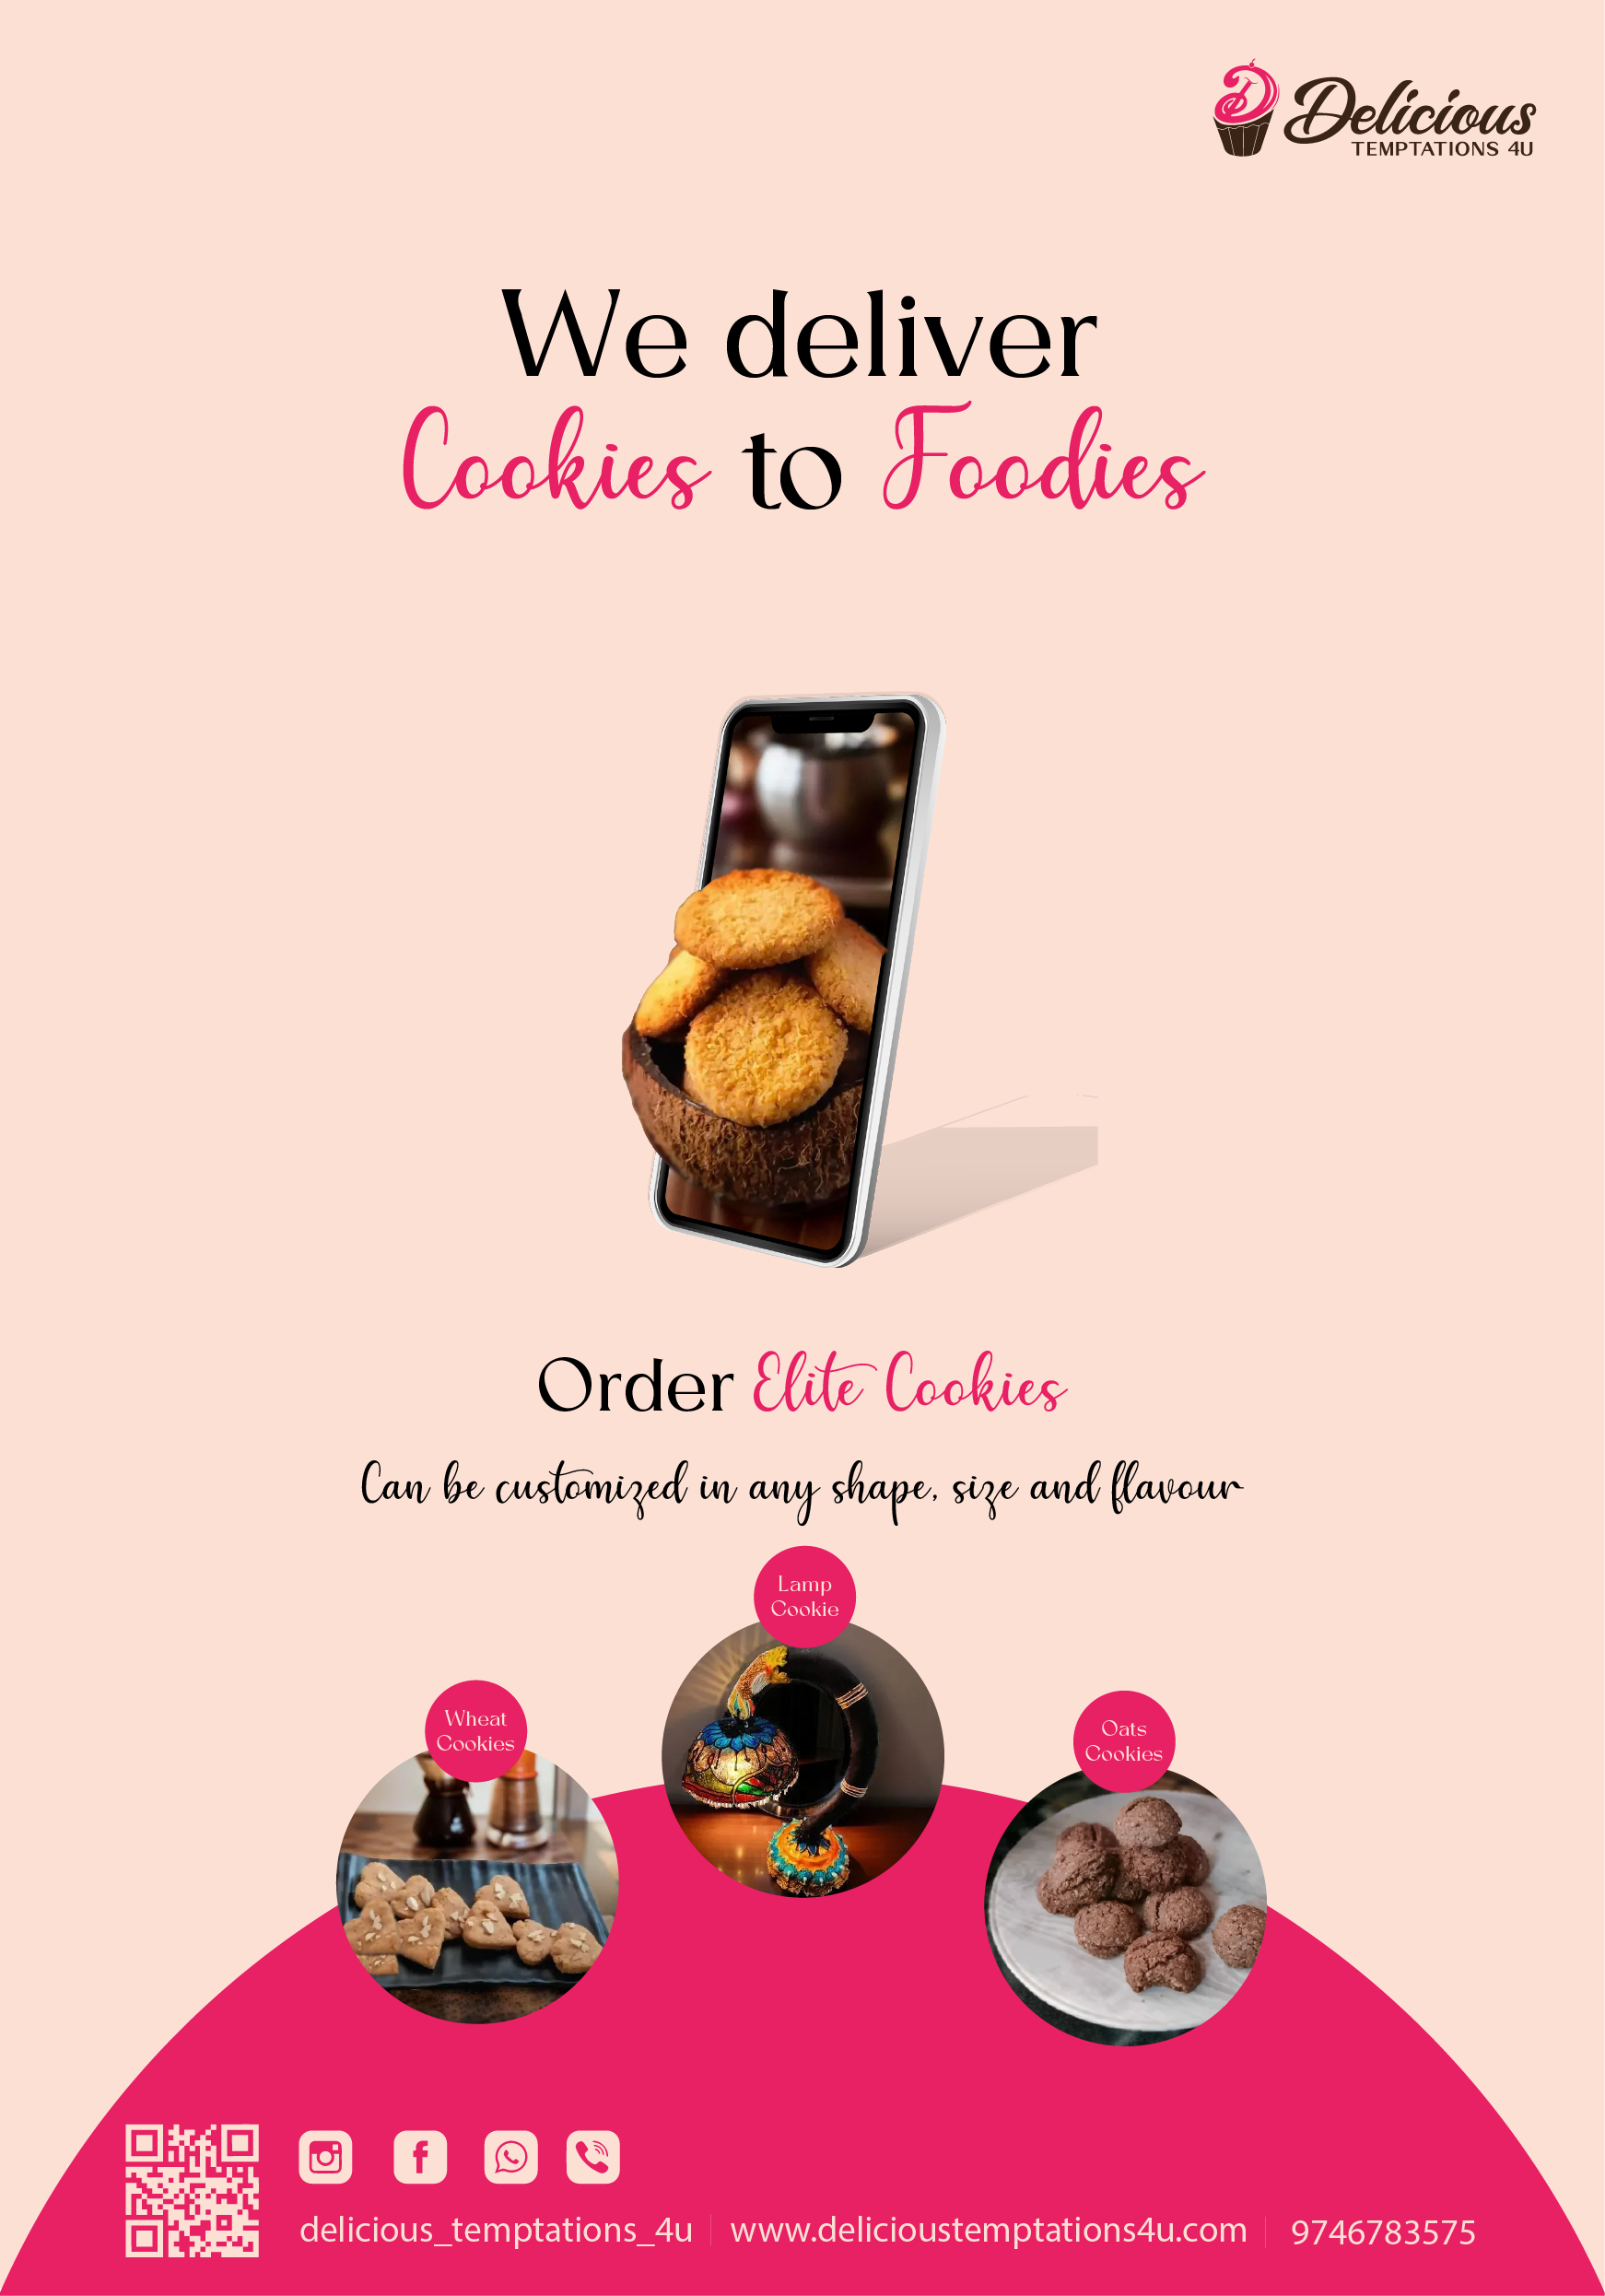 Delicious
TEMPTATIONS 4U
We deliver
Cookies to Foodies
Order Elite Cookies
Can be customized in any shape, size and flavour
Lamp
Cookie
Wheat
Cookies
Oats
Cookies
delicious_temptations_4u
www.delicioustemptations4u.com
9746783575